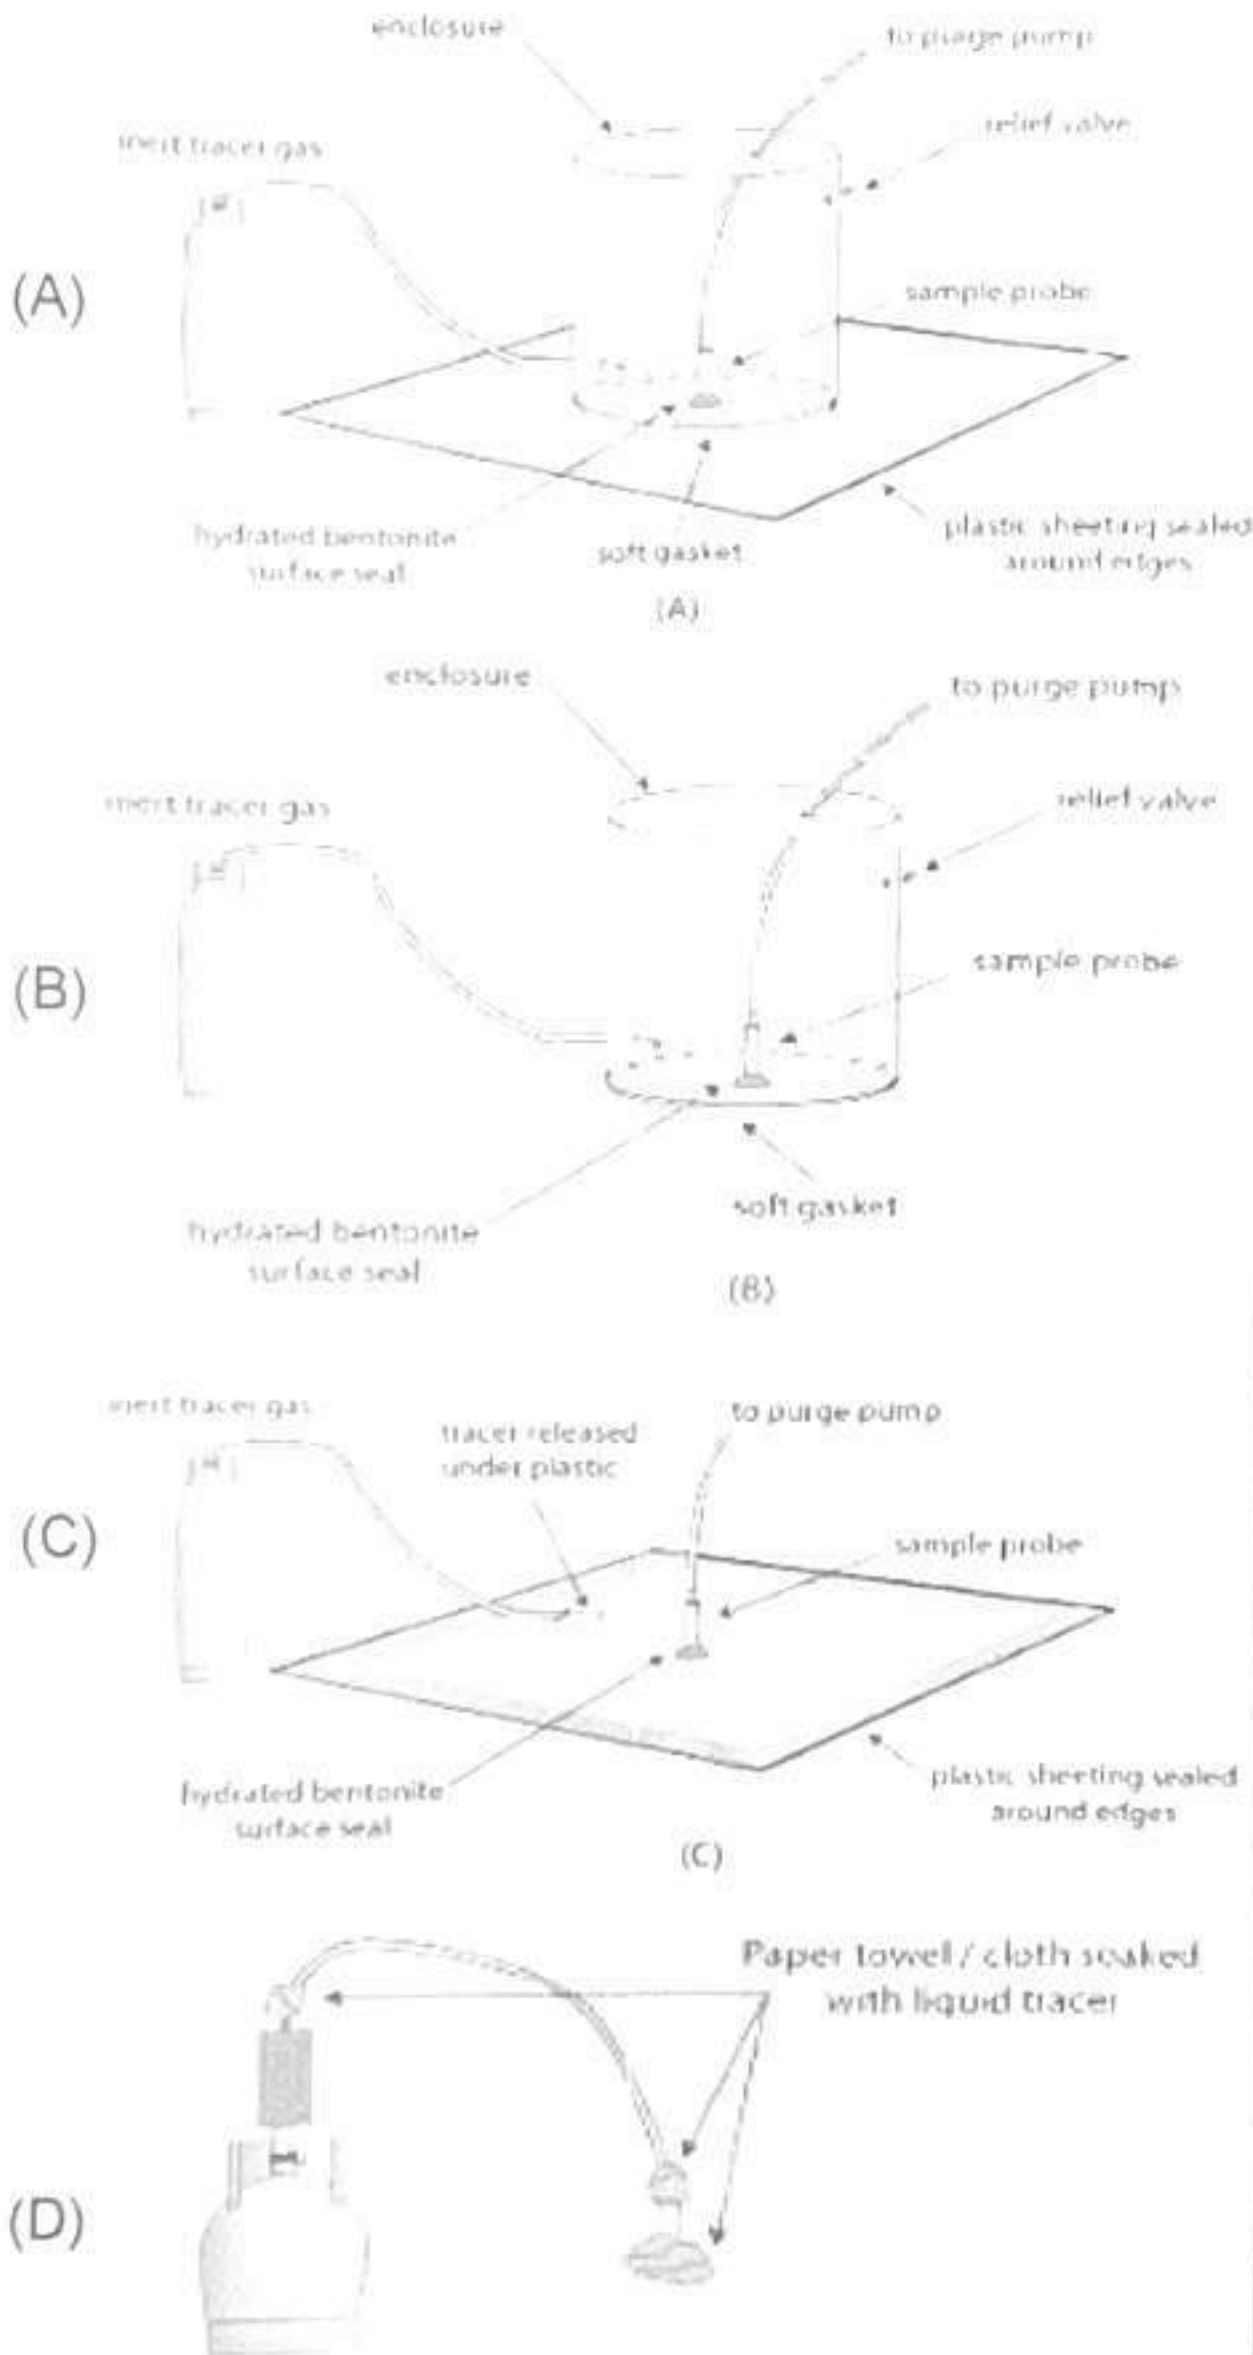 enclosure
to purge pump
relief valve
inert tracer gas
(A)
sample probe
hydrated bentonite
surface seal
soft gasket
plastic sheeting sealed
around edges
(A)
enclosure
to purge pump
inert tracer gas
relief valve
(B)
sample probe
soft gasket
hydrated bentonite
surface seal
(B)
inert tracer gas
to purge pump
tracer released
under plastic
(C)
sample probe
hydrated bentonite
surface seal
plastic sheeting sealed
around edges
(C)
Paper towell / cloth soaked
with liquid tracer
(D)